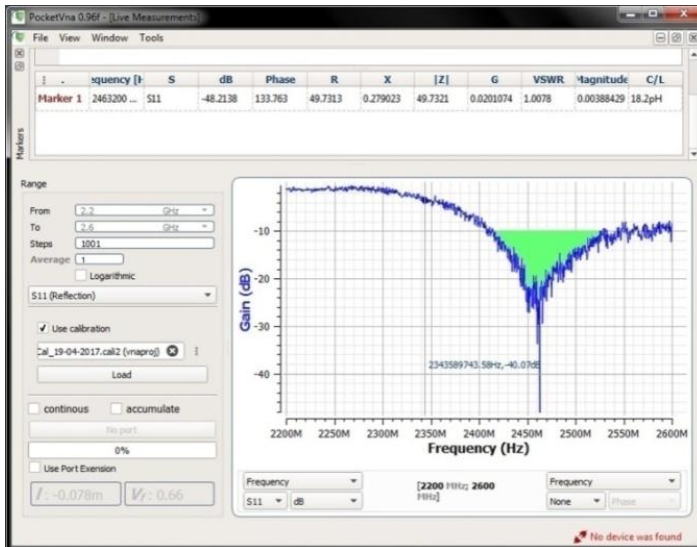 PocketVna 0.96f - [Live Measurements]
File View Window Tools
. equency [H S dB Phase R X |Z| G VSWR Magnitude C/L
Marker 1 2463200 ... S11 -48.2138 133.763 49.7313 0.279023 49.7321 0.0201074 1.0078 0.00388429 18.2pH
Markers
Range
From 2.2 GHz
To 2.6 GHz
Steps 1001
Average 1
Logarithmic
S11 (Reflection)
Use calibration
Cal_19-04-2017.cali2 (vnaproj)
Load
continous accumulate
No port
0%
Use Port Exension
l : -0.078m Vf : 0.66
Gain (dB)
-10
-20
-30
-40
2343589743.58Hz,-40.07dB
2200M 2250M 2300M 2350M 2400M 2450M 2500M 2550M 2600M
Frequency (Hz)
Frequency [2200 MHz; 2600 MHz] Frequency
S11 dB None Phase
No device was found